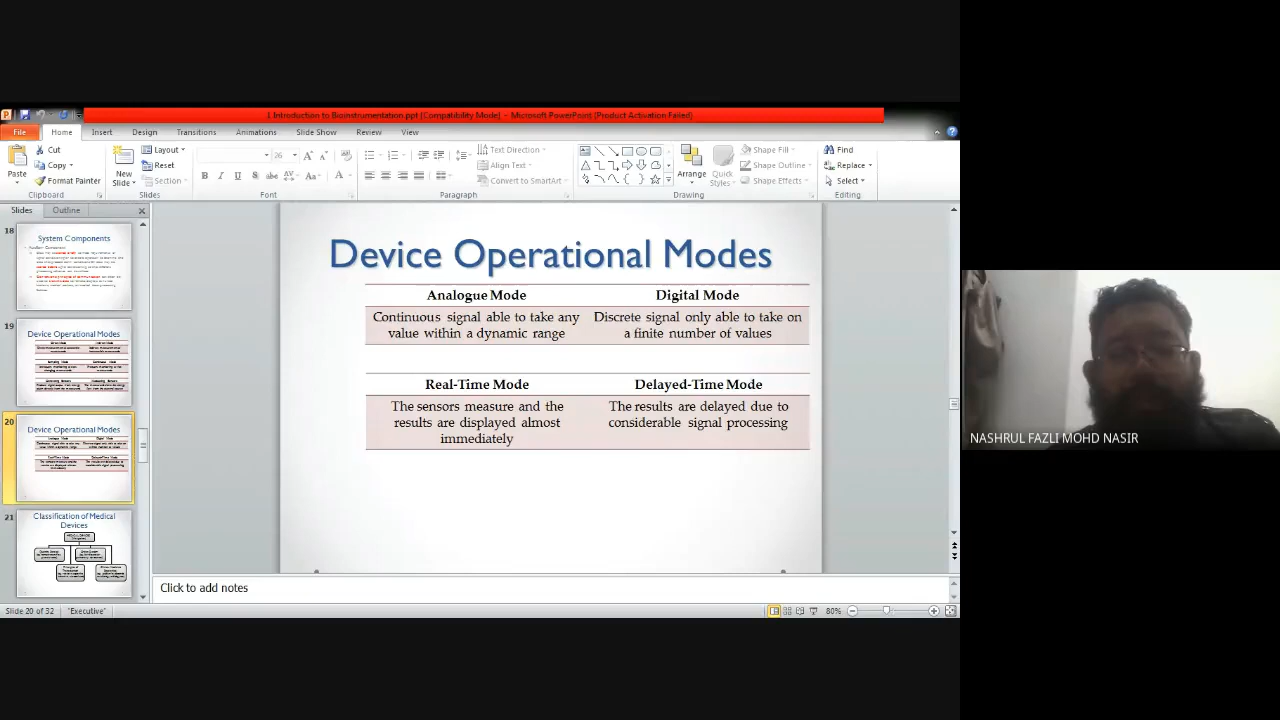 1 Introduction to Bioinstrumentation.ppt [Compatibility Mode] - Microsoft PowerPoint (Product Activation Failed)
File Home Insert Design Transitions Animations Slide Show Review View
Cut
Copy
Format Painter
Paste
Clipboard
New
Slide
Layout
Reset
Section
Slides
26
Font
Paragraph
Text Direction
Align Text
Convert to SmartArt
Arrange
Quick
Styles
Shape Fill
Shape Outline
Shape Effects
Drawing
Find
Replace
Select
Editing
Slides Outline
18
System Components
19
Device Operational Modes
20
Device Operational Modes
21
Classification of Medical
Devices
Device Operational Modes
Analogue Mode Digital Mode
Continuous signal able to take any Discrete signal only able to take on
value within a dynamic range a finite number of values
Real-Time Mode Delayed-Time Mode
The sensors measure and the The results are delayed due to
results are displayed almost considerable signal processing
immediately
Click to add notes
Slide 20 of 32 "Executive" 80%
NASHRUL FAZLI MOHD NASIR